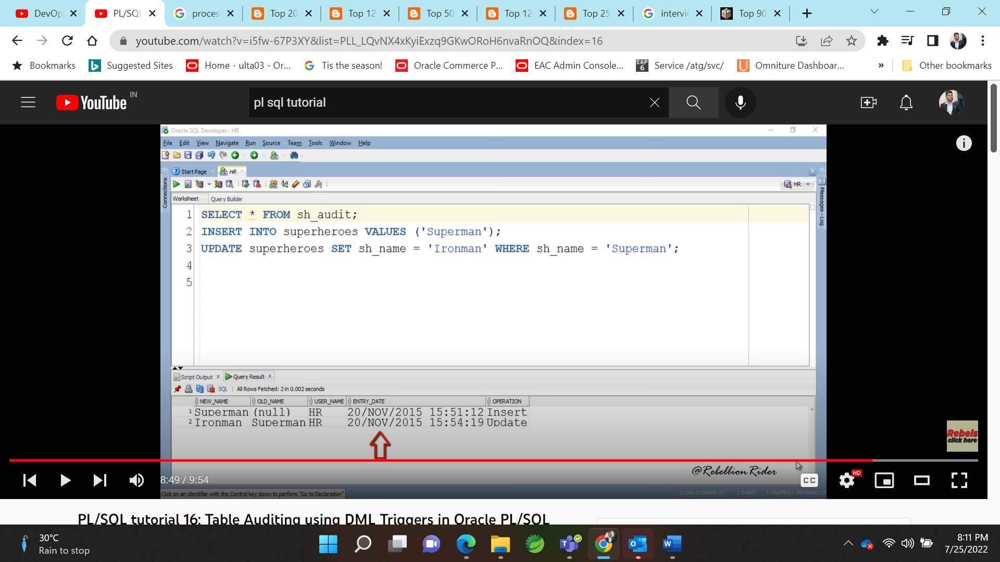 DevOp
PL/SQL
proces
Top 20
Top 12
Top 50
Top 12
Top 25
intervie
Top 90
youtube.com/watch?v=i5fw-67P3XY&list=PLL_LQvNX4xKyiExzq9GKwORoH6nvaRnOQ&index=16
Bookmarks
Suggested Sites
Home - ulta03 - Or...
Tis the season!
Oracle Commerce P...
EAC Admin Console...
EAP 6
Service /atg/svc/
Omniture Dashboar...
»
Other bookmarks
YouTube IN
pl sql tutorial
Oracle SQL Developer : HR
File Edit View Navigate Run Source Team Tools Window Help
Start Page
HR
Connections
HR
Messages - Log
Worksheet Query Builder
1 SELECT * FROM sh_audit;
2 INSERT INTO superheroes VALUES ('Superman');
3 UPDATE superheroes SET sh_name = 'Ironman' WHERE sh_name = 'Superman';
4
5
Script Output x Query Result x
SQL | All Rows Fetched: 2 in 0.002 seconds
NEW_NAME OLD_NAME USER_NAME ENTRY_DATE OPERATION
1 Superman (null) HR 20/NOV/2015 15:51:12 Insert
2 Ironman Superman HR 20/NOV/2015 15:54:19 Update
Rebels
click here
@Rebellion Rider
8:49 / 9:54
CC
HD
Click on an identifier with the Control key down to perform "Go to Declaration"
| Line 1 Column 17 | Insert | Modified | Windows: C
PL/SQL tutorial 16: Table Auditing using DML Triggers in Oracle PL/SQL
30°C
Rain to stop
8:11 PM
7/25/2022